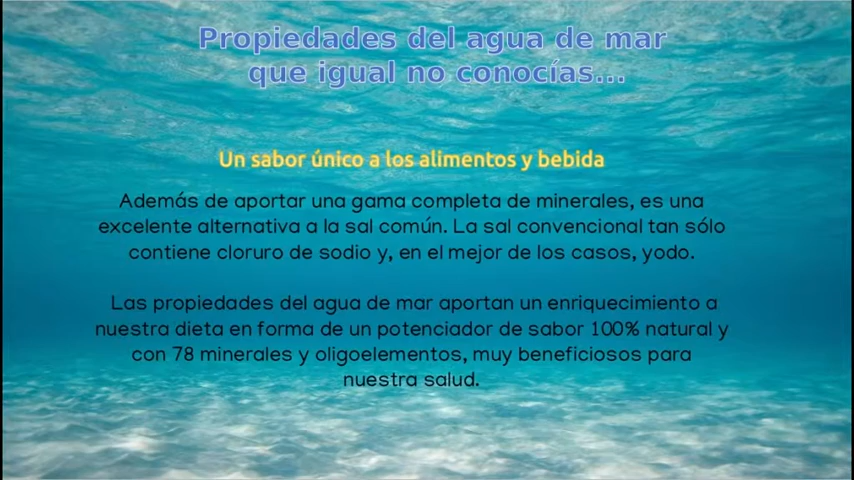 Propiedades del agua de mar
que igual no conocías...
Un sabor único a los alimentos y bebida
Además de aportar una gama completa de minerales, es una
excelente alternativa a la sal común. La sal convencional tan sólo
contiene cloruro de sodio y, en el mejor de los casos, yodo.
Las propiedades del agua de mar aportan un enriquecimiento a
nuestra dieta en forma de un potenciador de sabor 100% natural y
con 78 minerales y oligoelementos, muy beneficiosos para
nuestra salud.